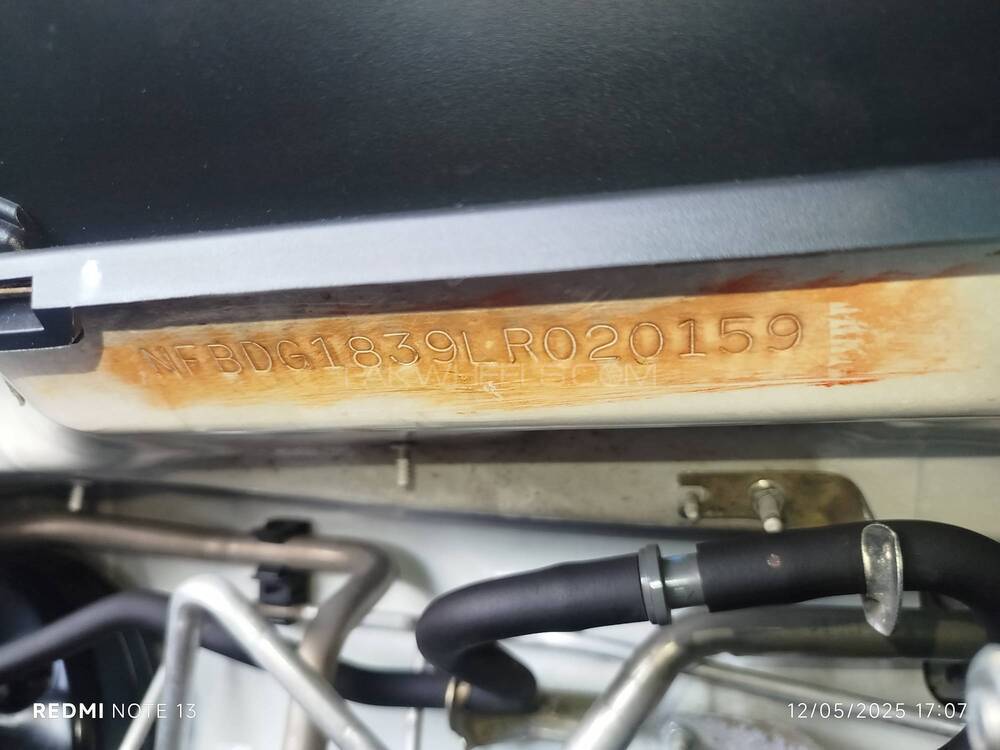 NFBDG1839LR020159
PAKWHEELS.COM
REDMI NOTE 13
12/05/2025 17:07